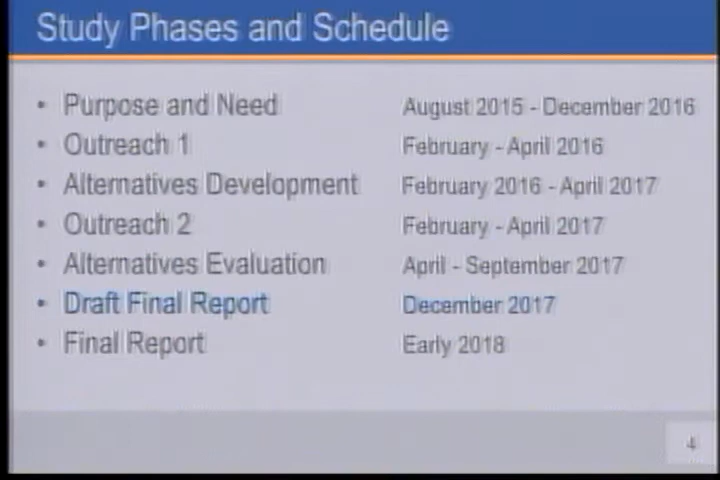 Study Phases and Schedule
• Purpose and Need August 2015 - December 2016
• Outreach 1 February - April 2016
• Alternatives Development February 2016 - April 2017
• Outreach 2 February - April 2017
• Alternatives Evaluation April - September 2017
• Draft Final Report December 2017
• Final Report Early 2018
4